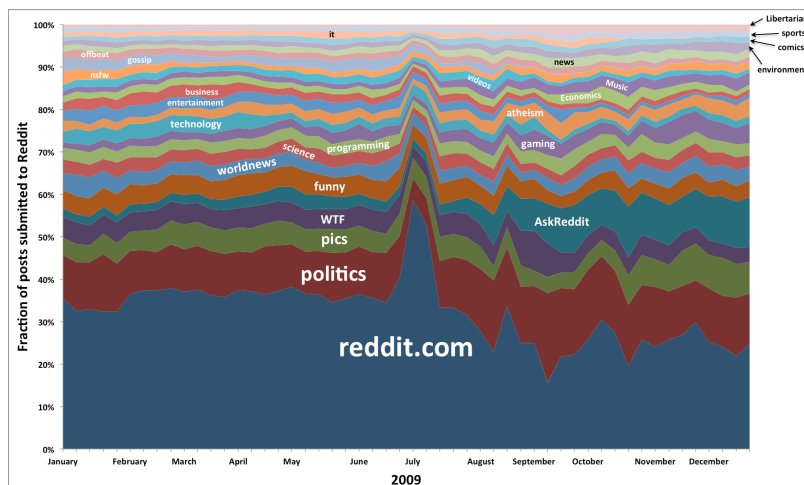 100%
90%
80%
70%
60%
50%
40%
30%
20%
10%
0%
Fraction of posts submitted to Reddit
it
offbeat
gossip
nsfw
news
videos
business
entertainment
Economics
Music
technology
atheism
science
programming
gaming
worldnews
funny
WTF
AskReddit
pics
politics
reddit.com
Libertarian
sports
comics
environment
January February March April May June July August September October November December
2009